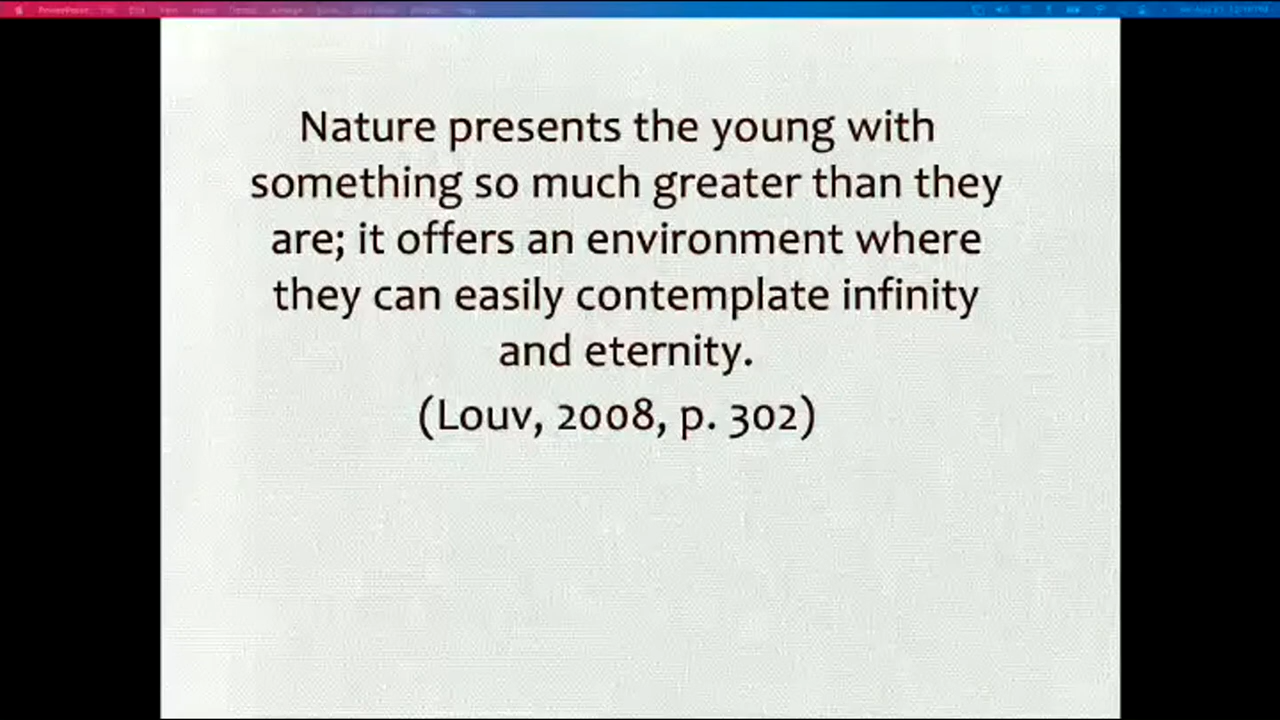 PowerPoint
Nature presents the young with
something so much greater than they
are; it offers an environment where
they can easily contemplate infinity
and eternity.
(Louv, 2008, p. 302)